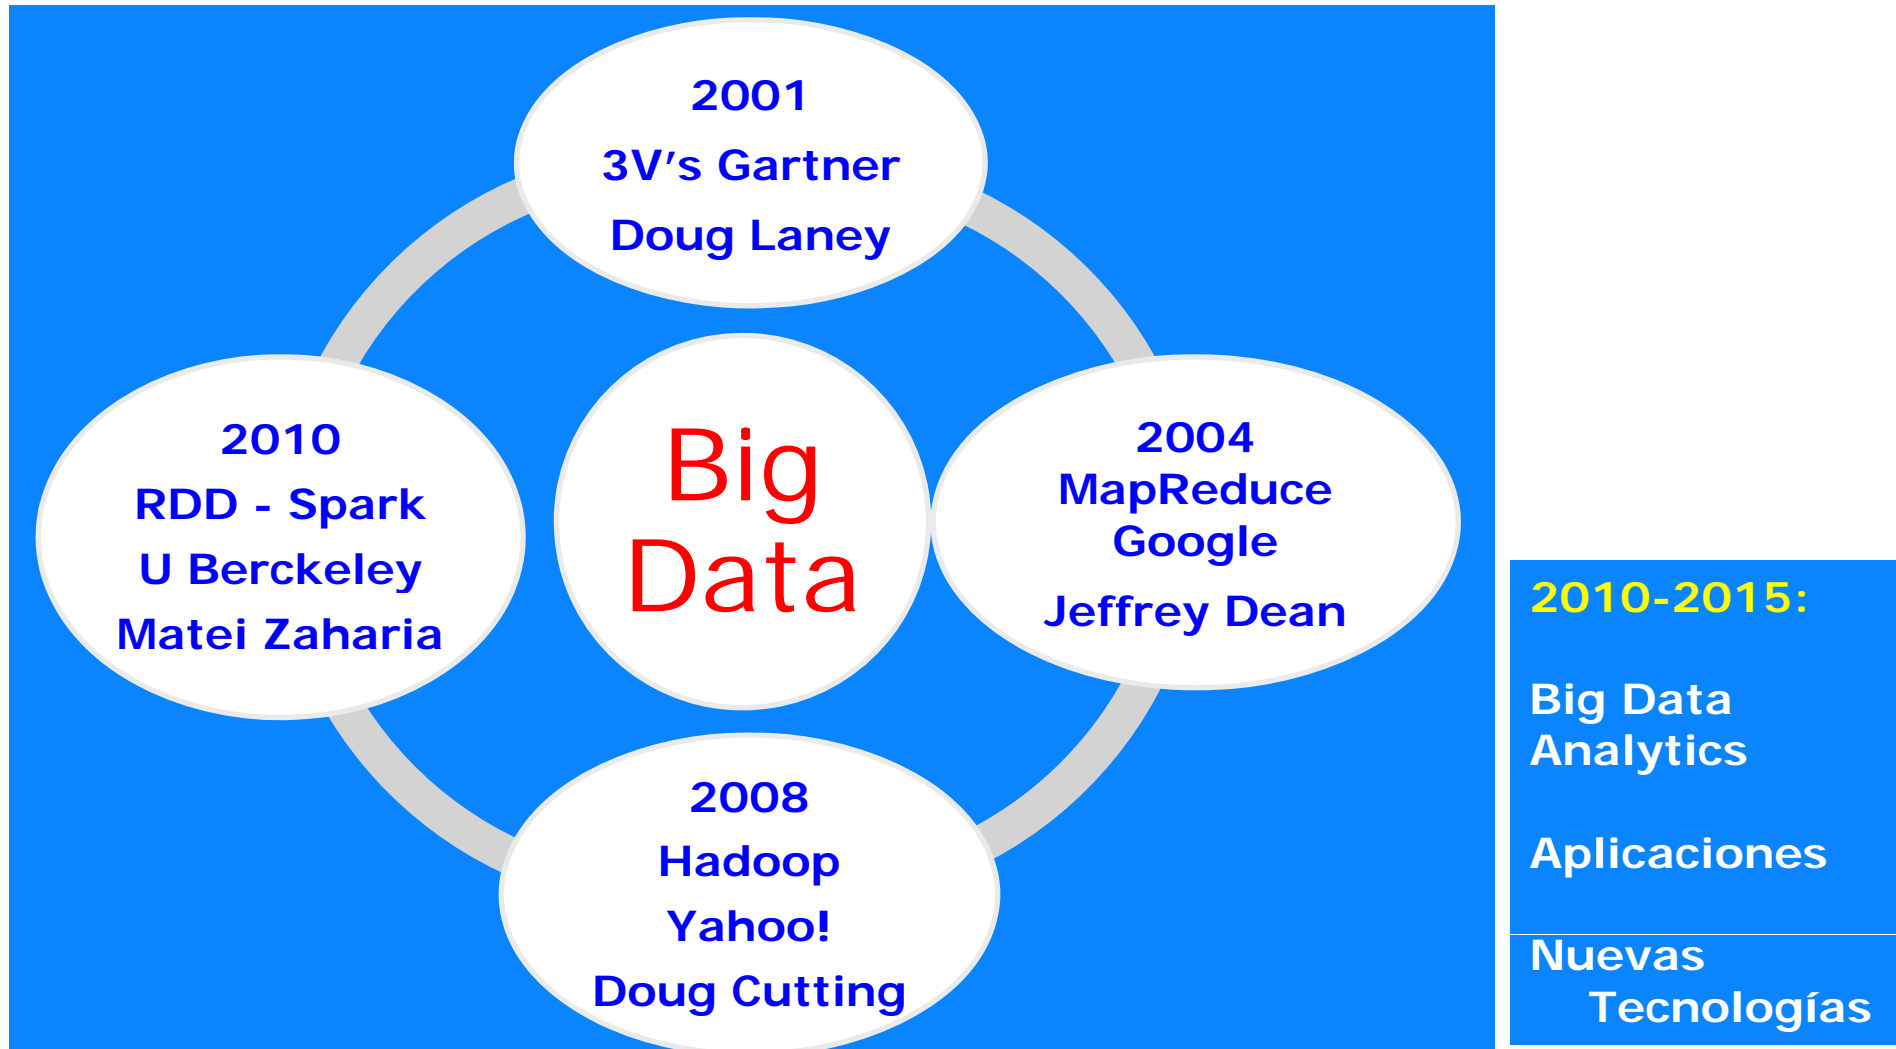 2001
3V’s Gartner
Doug Laney
2004
MapReduce
Google
Jeffrey Dean
2008
Hadoop
Yahoo!
Doug Cutting
2010
RDD - Spark
U Berckeley
Matei Zaharia
Big
Data
2010-2015:
Big Data
Analytics
Aplicaciones
Nuevas
Tecnologías